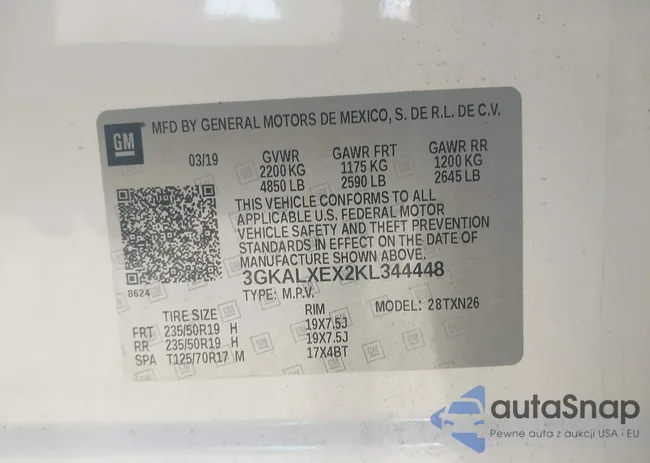 GM
MFD BY GENERAL MOTORS DE MEXICO, S. DE R.L. DE C.V.
03/19 GVWR GAWR FRT GAWR RR
2200 KG 1175 KG 1200 KG
4850 LB 2590 LB 2645 LB
THIS VEHICLE CONFORMS TO ALL
APPLICABLE U.S. FEDERAL MOTOR
VEHICLE SAFETY AND THEFT PREVENTION
STANDARDS IN EFFECT ON THE DATE OF
MANUFACTURE SHOWN ABOVE.
3GKALXEX2KL344448
8624
TYPE: M.P.V. MODEL: 28TXN26
TIRE SIZE RIM
FRT 235/50R19 H 19X7.5J
RR 235/50R19 H 19X7.5J
SPA T125/70R17 M 17X4BT
autaSnap
Pewne auta z aukcji USA i EU